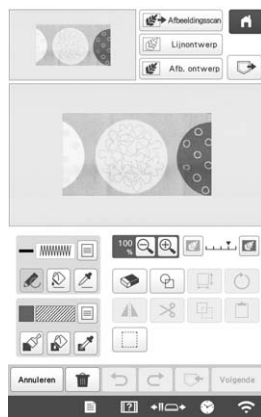 Afbeeldingsscan
Lijnontwerp
Afb. ontwerp
100
%
Annuleren
Volgende